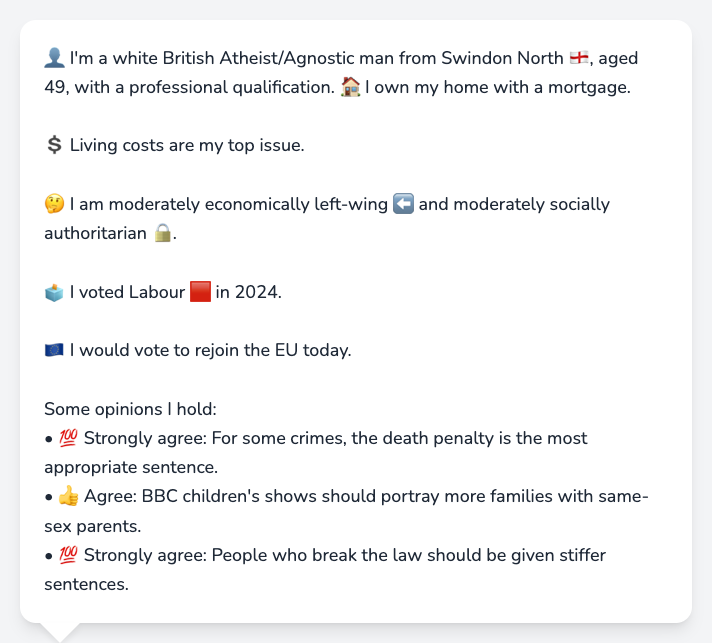 👤 I'm a white British Atheist/Agnostic man from Swindon North 🏴󠁧󠁢󠁥󠁮󠁧󠁿, aged
49, with a professional qualification. 🏠 I own my home with a mortgage.
💲 Living costs are my top issue.
🤔 I am moderately economically left-wing ⬅️ and moderately socially
authoritarian 🔒.
🗳️ I voted Labour 🟥 in 2024.
🇪🇺 I would vote to rejoin the EU today.
Some opinions I hold:
• 💯 Strongly agree: For some crimes, the death penalty is the most
appropriate sentence.
• 👍 Agree: BBC children's shows should portray more families with same-
sex parents.
• 💯 Strongly agree: People who break the law should be given stiffer
sentences.